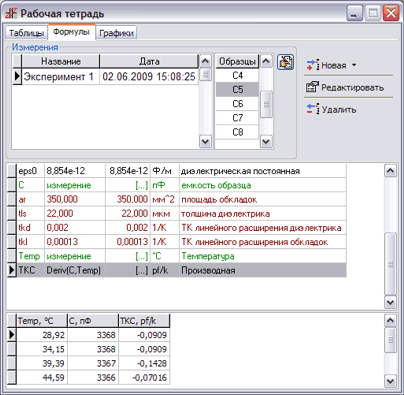 Рабочая тетрадь
Таблицы Формулы Графики
Измерения
Название Дата
Эксперимент 1 02.06.2009 15:08:25
Образцы
C4
C5
C6
C7
C8
Новая
Редактировать
Удалить
eps0 8,854e-12 8,854e-12 Ф/м диэлектрическая постоянная
C измерение [...] пФ емкость образца
ar 350,000 350,000 мм^2 площадь обкладок
tls 22,000 22,000 мкм толщина диэлектрика
tkd 0,002 0,002 1/K ТК линейного расширения диэлектрика
tkl 0,00013 0,00013 1/K ТК линейного расширения обкладок
Temp измерение [...] °C Температура
TKC Deriv(C,Temp) [...] pf/k Производная
Temp, °C C, пФ TKC, pf/k
28,92 3368 -0,0909
34,15 3368 -0,0909
39,39 3367 -0,1428
44,59 3366 -0,07016